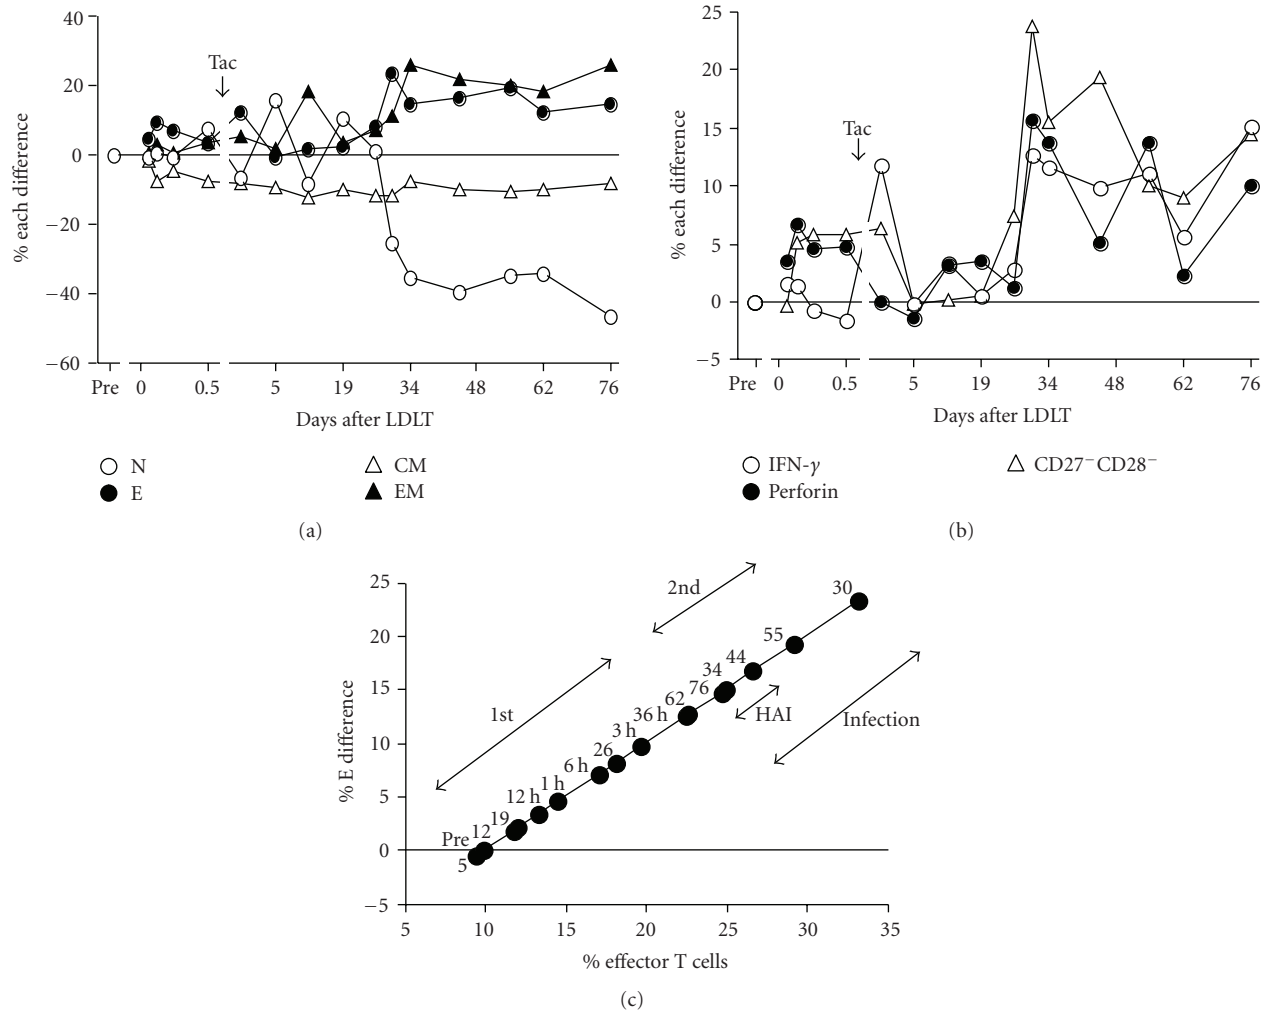 40
20
0
−20
−40
−60
% each difference
Tac
Pre 0 0.5 5 19 34 48 62 76
Days after LDLT
N
E
CM
EM
(a)
25
20
15
10
5
0
−5
% each difference
Tac
Pre 0 0.5 5 19 34 48 62 76
Days after LDLT
IFN-γ
Perforin
CD27−CD28−
(b)
25
20
15
10
5
0
−5
% E difference
1st
2nd
HAI
Infection
30
55
44
34
76
62
36 h
3 h
26
6 h
1 h
12 h
19
12
Pre
5
5 10 15 20 25 30 35
% effector T cells
(c)